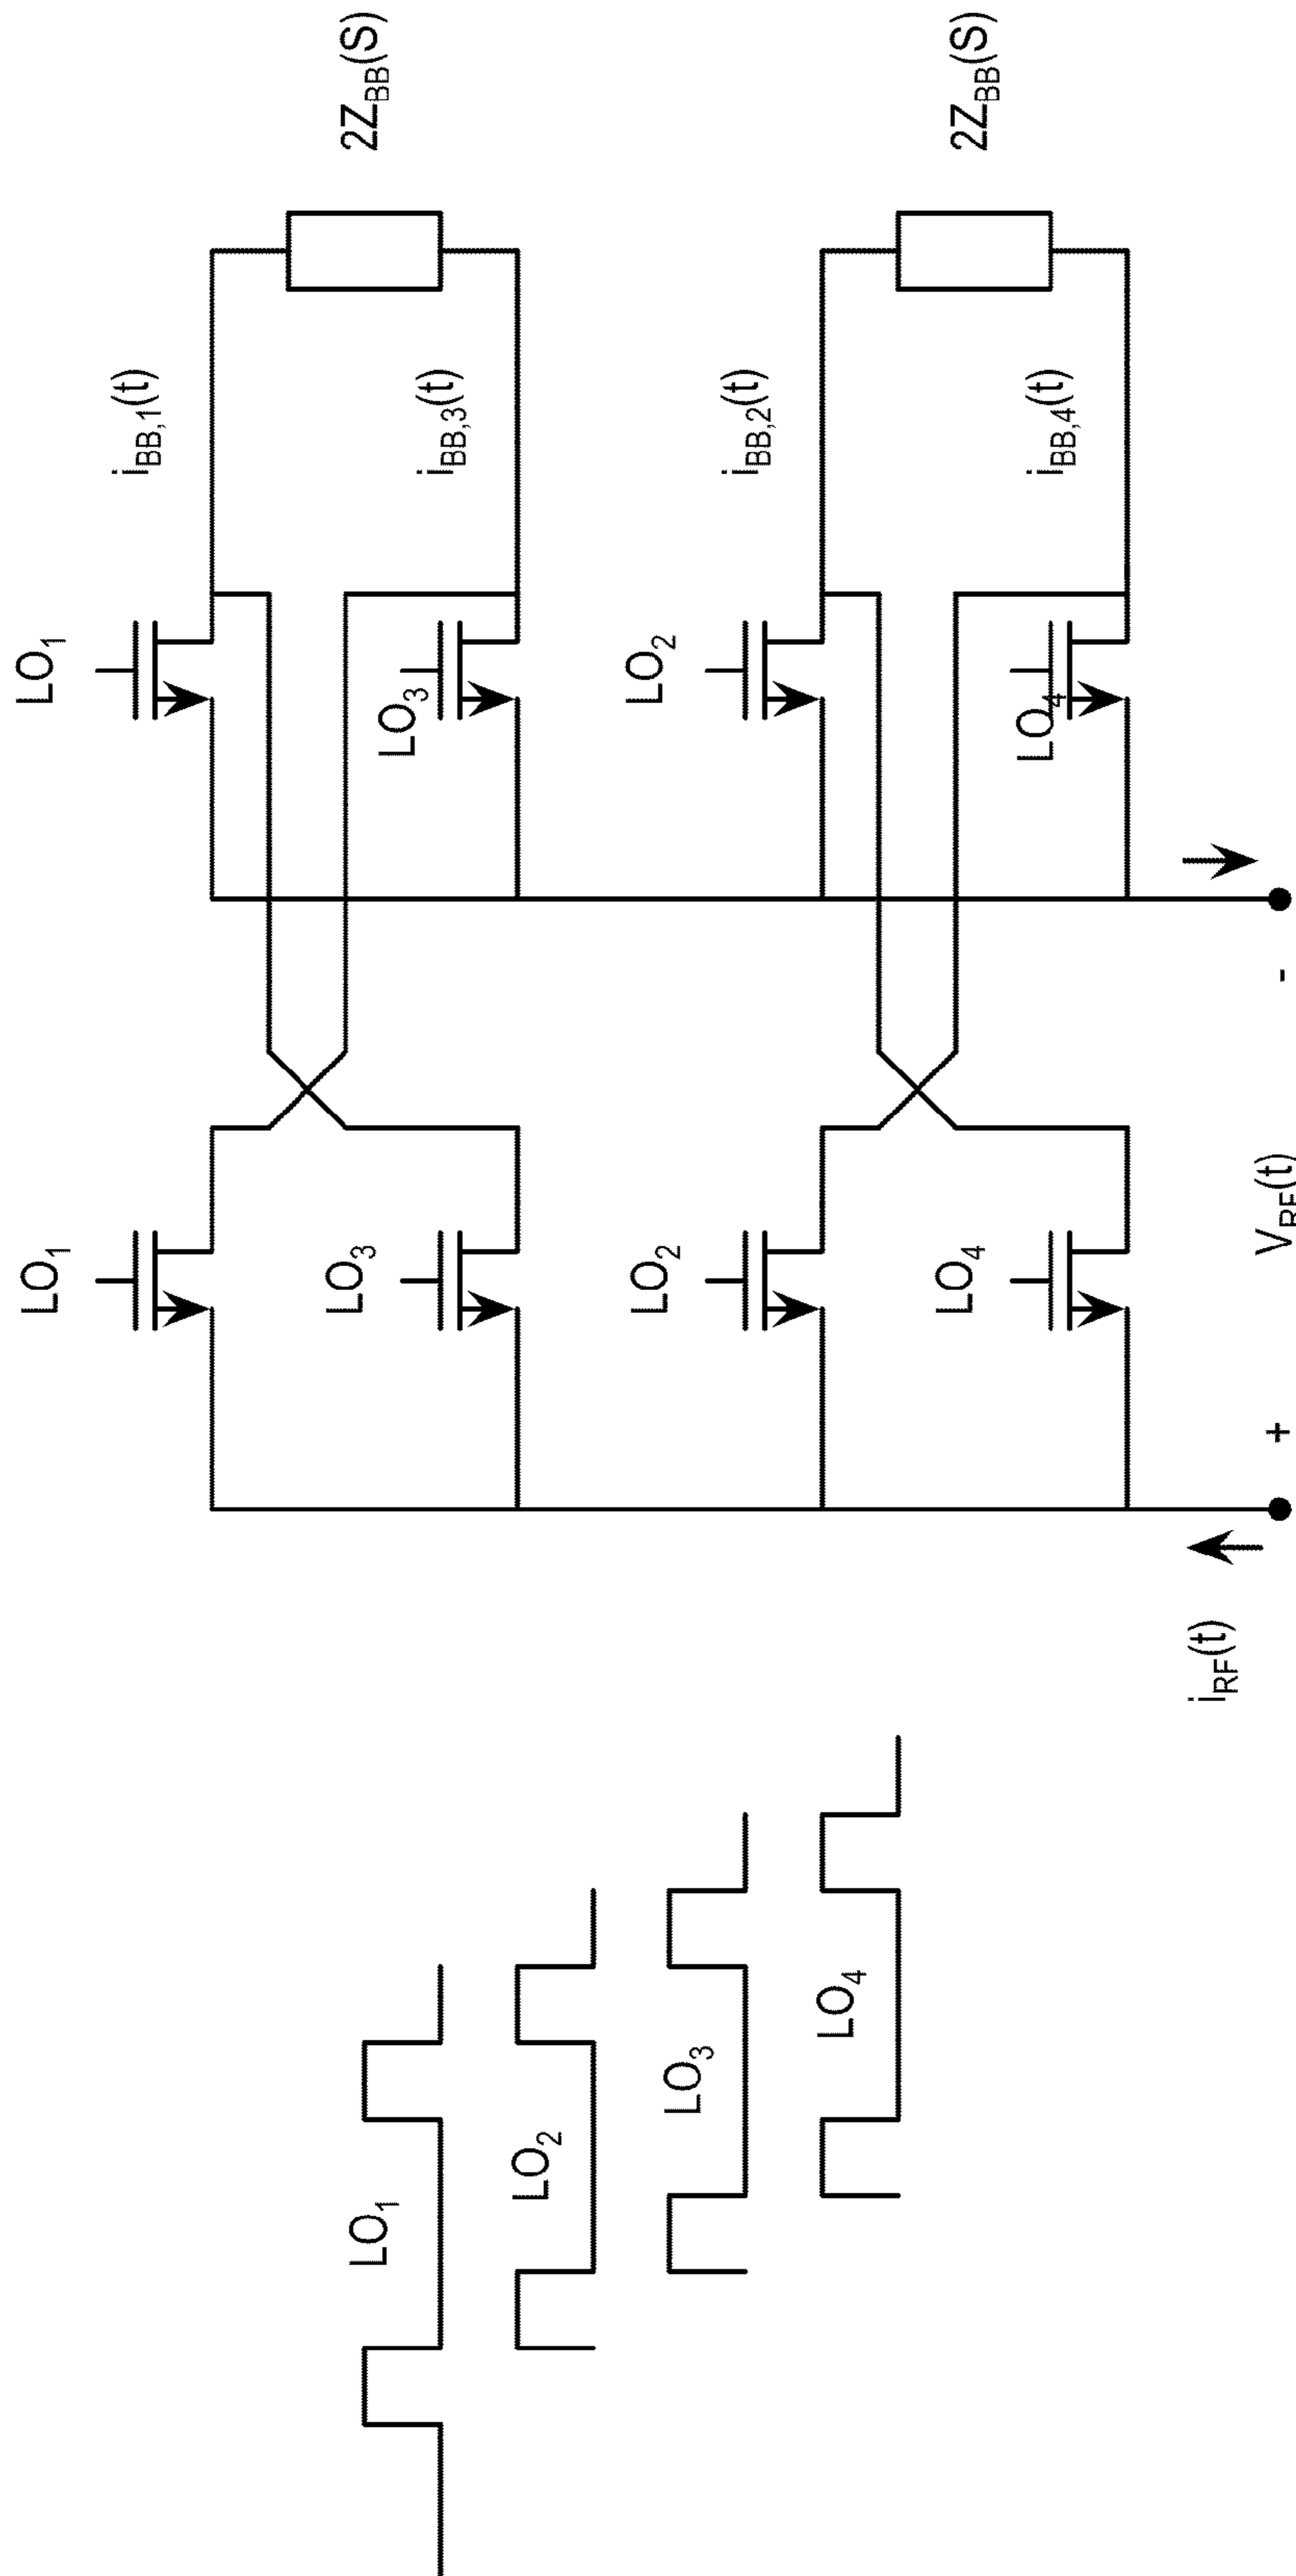 LO₁
LO₁
i_BB,1(t)
LO₃
2Z_BB(S)
LO₁
LO₃
i_BB,3(t)
LO₂
LO₂
LO₂
LO₃
i_BB,2(t)
LO₄
LO₄
2Z_BB(S)
LO₄
i_BB,4(t)
i_RF(t)
+ V_RF(t) -